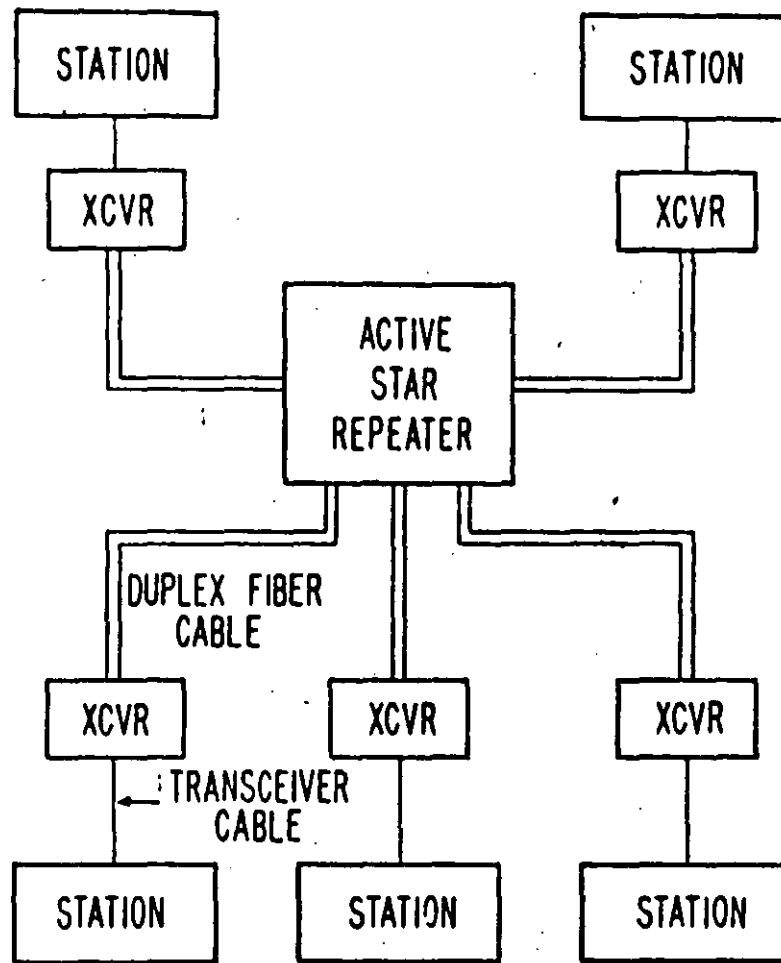 STATION
STATION
XCVR
XCVR
ACTIVE
STAR
REPEATER
DUPLEX FIBER
CABLE
XCVR
XCVR
XCVR
TRANSCEIVER
CABLE
STATION
STATION
STATION